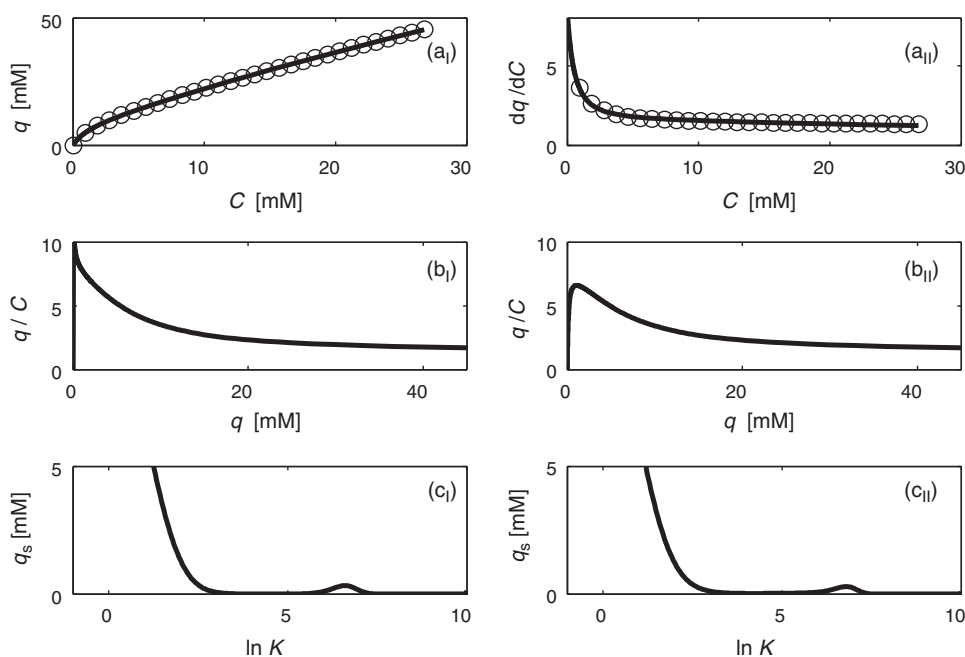 50
q [mM]
0
(aI)
0 10 20 30
C [mM]
5
dq/dC
0
(aII)
0 10 20 30
C [mM]
10
5
0
q / C
(bI)
0 20 40
q [mM]
10
5
0
q/C
(bII)
0 20 40
q [mM]
5
0
qs [mM]
(cI)
0 5 10
ln K
5
0
qs [mM]
(cII)
0 5 10
ln K